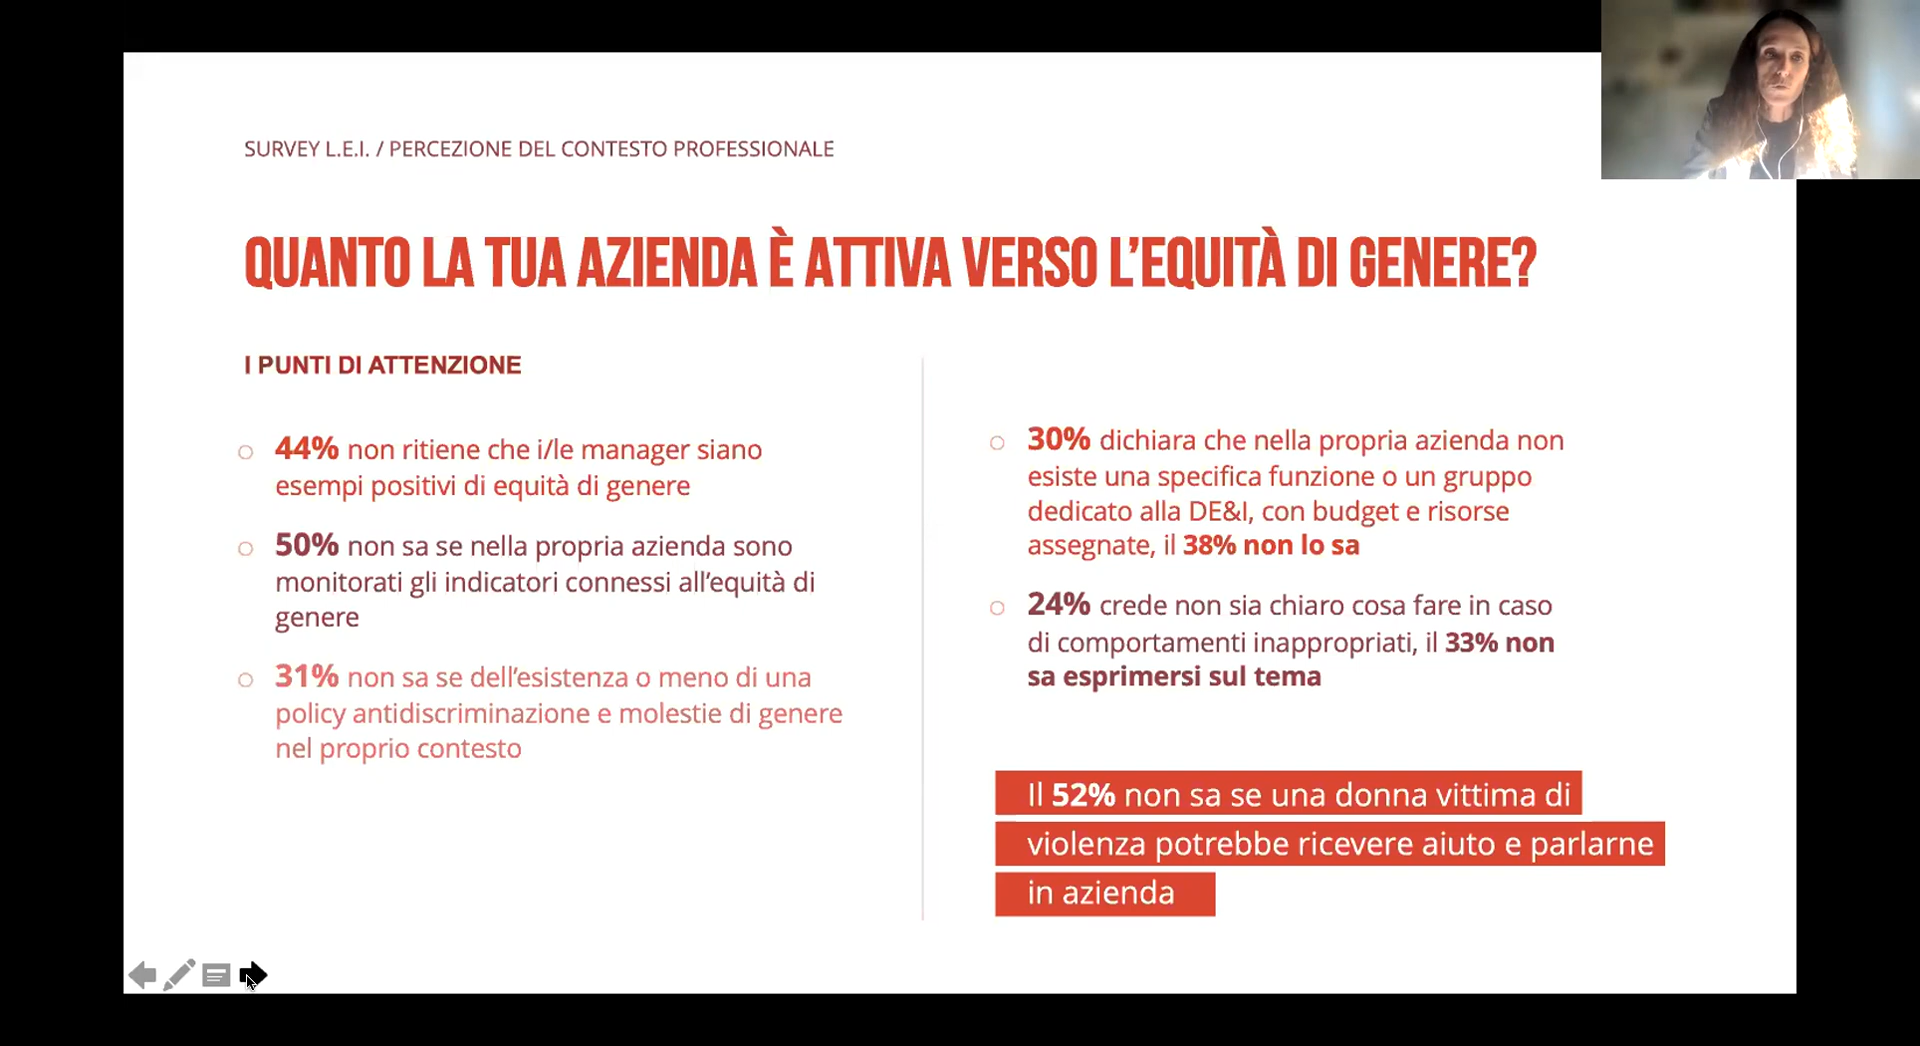 SURVEY L.E.I. / PERCEZIONE DEL CONTESTO PROFESSIONALE
QUANTO LA TUA AZIENDA È ATTIVA VERSO L’EQUITÀ DI GENERE?
I PUNTI DI ATTENZIONE
44% non ritiene che i/le manager siano
esempi positivi di equità di genere
50% non sa se nella propria azienda sono
monitorati gli indicatori connessi all’equità di
genere
31% non sa se dell’esistenza o meno di una
policy antidiscriminazione e molestie di genere
nel proprio contesto
30% dichiara che nella propria azienda non
esiste una specifica funzione o un gruppo
dedicato alla DE&I, con budget e risorse
assegnate, il 38% non lo sa
24% crede non sia chiaro cosa fare in caso
di comportamenti inappropriati, il 33% non
sa esprimersi sul tema
Il 52% non sa se una donna vittima di
violenza potrebbe ricevere aiuto e parlarne
in azienda